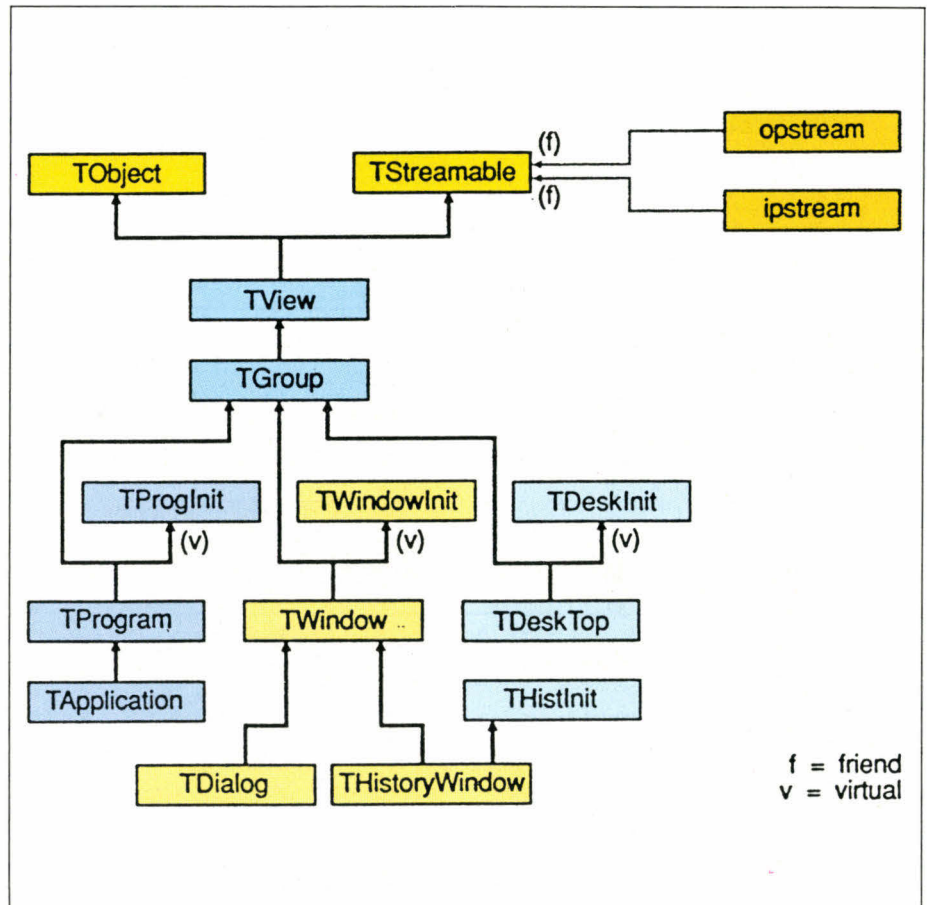 opstream
(f)
TObject
TStreamable
(f)
ipstream
TView
TGroup
TProgInit
TWindowInit
TDeskInit
(v)
(v)
(v)
TProgram
TWindow
TDeskTop
TApplication
THistInit
TDialog
THistoryWindow
f = friend
v = virtual